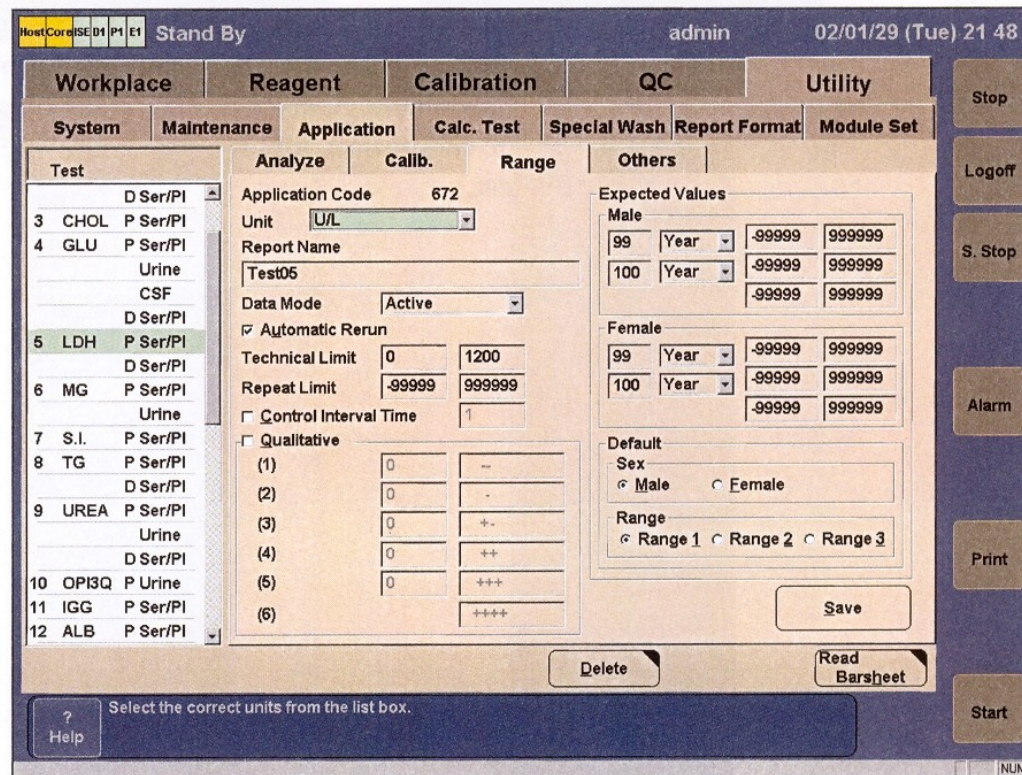 Host Core ISE D1 P1 E1 Stand By admin 02/01/29 (Tue) 21 48
Workplace Reagent Calibration QC Utility
System Maintenance Application Calc. Test Special Wash Report Format Module Set
Test
D Ser/Pl
3 CHOL P Ser/Pl
4 GLU P Ser/Pl
Urine
CSF
D Ser/Pl
5 LDH P Ser/Pl
D Ser/Pl
6 MG P Ser/Pl
Urine
7 S.I. P Ser/Pl
8 TG P Ser/Pl
D Ser/Pl
9 UREA P Ser/Pl
Urine
D Ser/Pl
10 OPI3Q P Urine
11 IGG P Ser/Pl
12 ALB P Ser/Pl
Analyze Calib. Range Others
Application Code 672
Unit U/L
Report Name
Test05
Data Mode Active
Automatic Rerun
Technical Limit 0 1200
Repeat Limit -99999 999999
Control Interval Time 1
Qualitative
(1) 0 --
(2) 0 -
(3) 0 +-
(4) 0 ++
(5) 0 +++
(6) ++++
Expected Values
Male
99 Year -99999 999999
100 Year -99999 999999
-99999 999999
Female
99 Year -99999 999999
100 Year -99999 999999
-99999 999999
Default
Sex
Male Female
Range
Range 1 Range 2 Range 3
Save
Delete
Read
Barsheet
Stop
Logoff
S. Stop
Alarm
Print
Start
?
Help
Select the correct units from the list box.
NUM